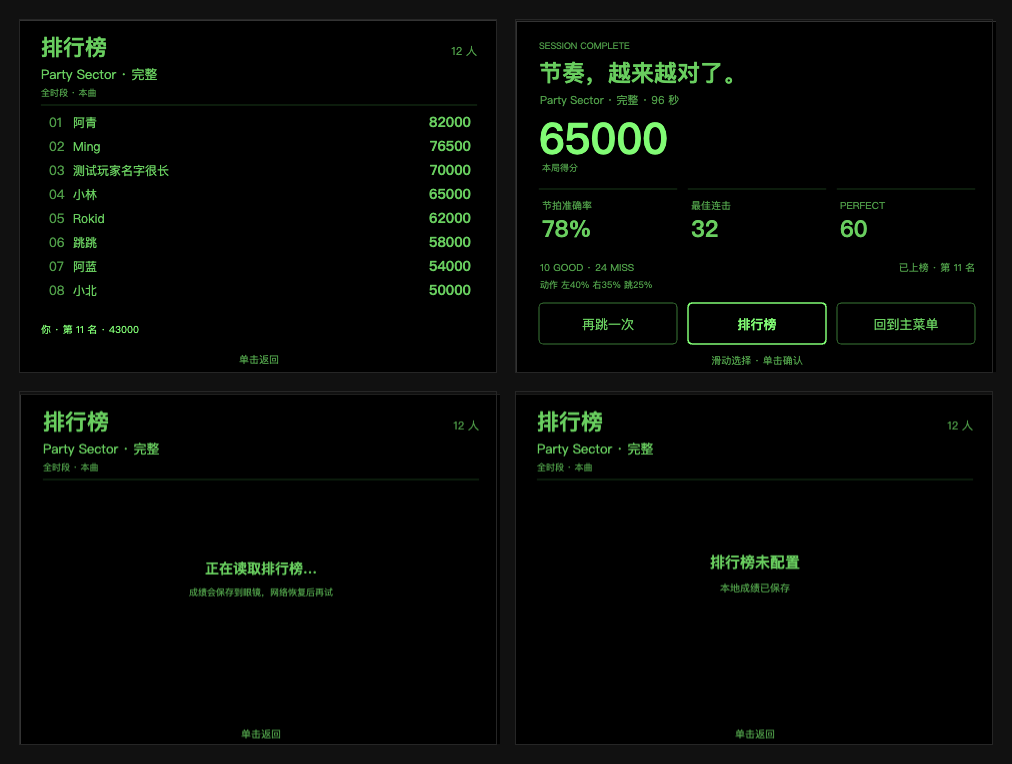 排行榜
12 人
Party Sector · 完整
全时段 · 本曲
01 阿青 82000
02 Ming 76500
03 测试玩家名字很长 70000
04 小林 65000
05 Rokid 62000
06 跳跳 58000
07 阿蓝 54000
08 小北 50000
你 · 第 11 名 · 43000
单击返回
SESSION COMPLETE
节奏，越来越对了。
Party Sector · 完整 · 96 秒
65000
本局得分
节拍准确率 最佳连击 PERFECT
78% 32 60
10 GOOD · 24 MISS 已上榜 · 第 11 名
动作 左40% 右35% 跳25%
再跳一次 排行榜 回到主菜单
滑动选择 · 单击确认
排行榜
12 人
Party Sector · 完整
全时段 · 本曲
正在读取排行榜...
成绩会保存到眼镜，网络恢复后再试
单击返回
排行榜
12 人
Party Sector · 完整
全时段 · 本曲
排行榜未配置
本地成绩已保存
单击返回